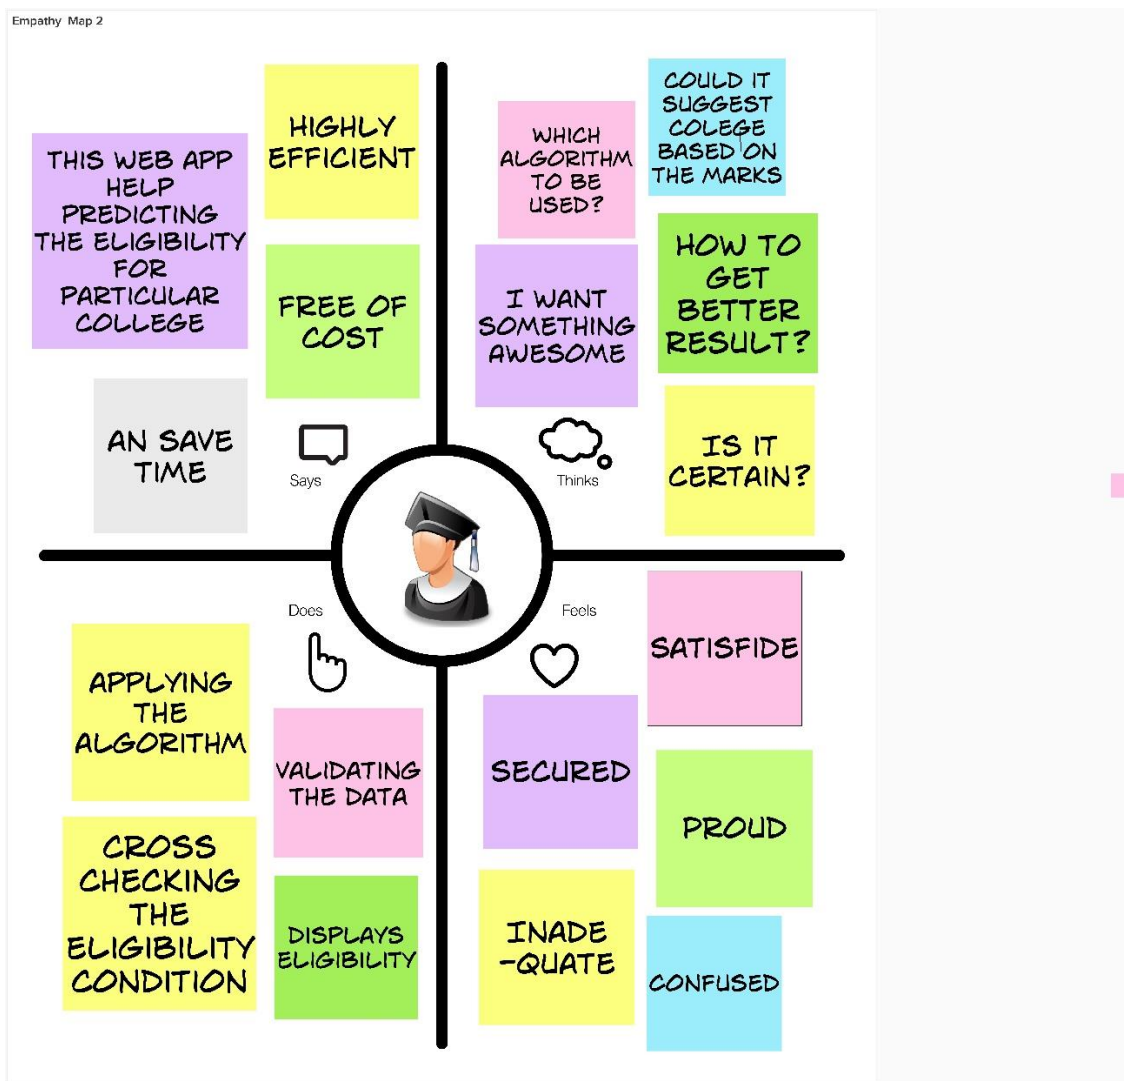 Empathy Map 2
THIS WEB APP
HELP
PREDICTING
THE ELIGIBILITY
FOR
PARTICULAR
COLLEGE
HIGHLY
EFFICIENT
FREE OF
COST
AN SAVE
TIME
Says
WHICH
ALGORITHM
TO BE
USED?
COULD IT
SUGGEST
COLEGE
BASED ON
THE MARKS
I WANT
SOMETHING
AWESOME
HOW TO
GET
BETTER
RESULT?
IS IT
CERTAIN?
Thinks
Does
APPLYING
THE
ALGORITHM
VALIDATING
THE DATA
CROSS
CHECKING
THE
ELIGIBILITY
CONDITION
DISPLAYS
ELIGIBILITY
Feels
SATISFIDE
SECURED
PROUD
INADE
-QUATE
CONFUSED